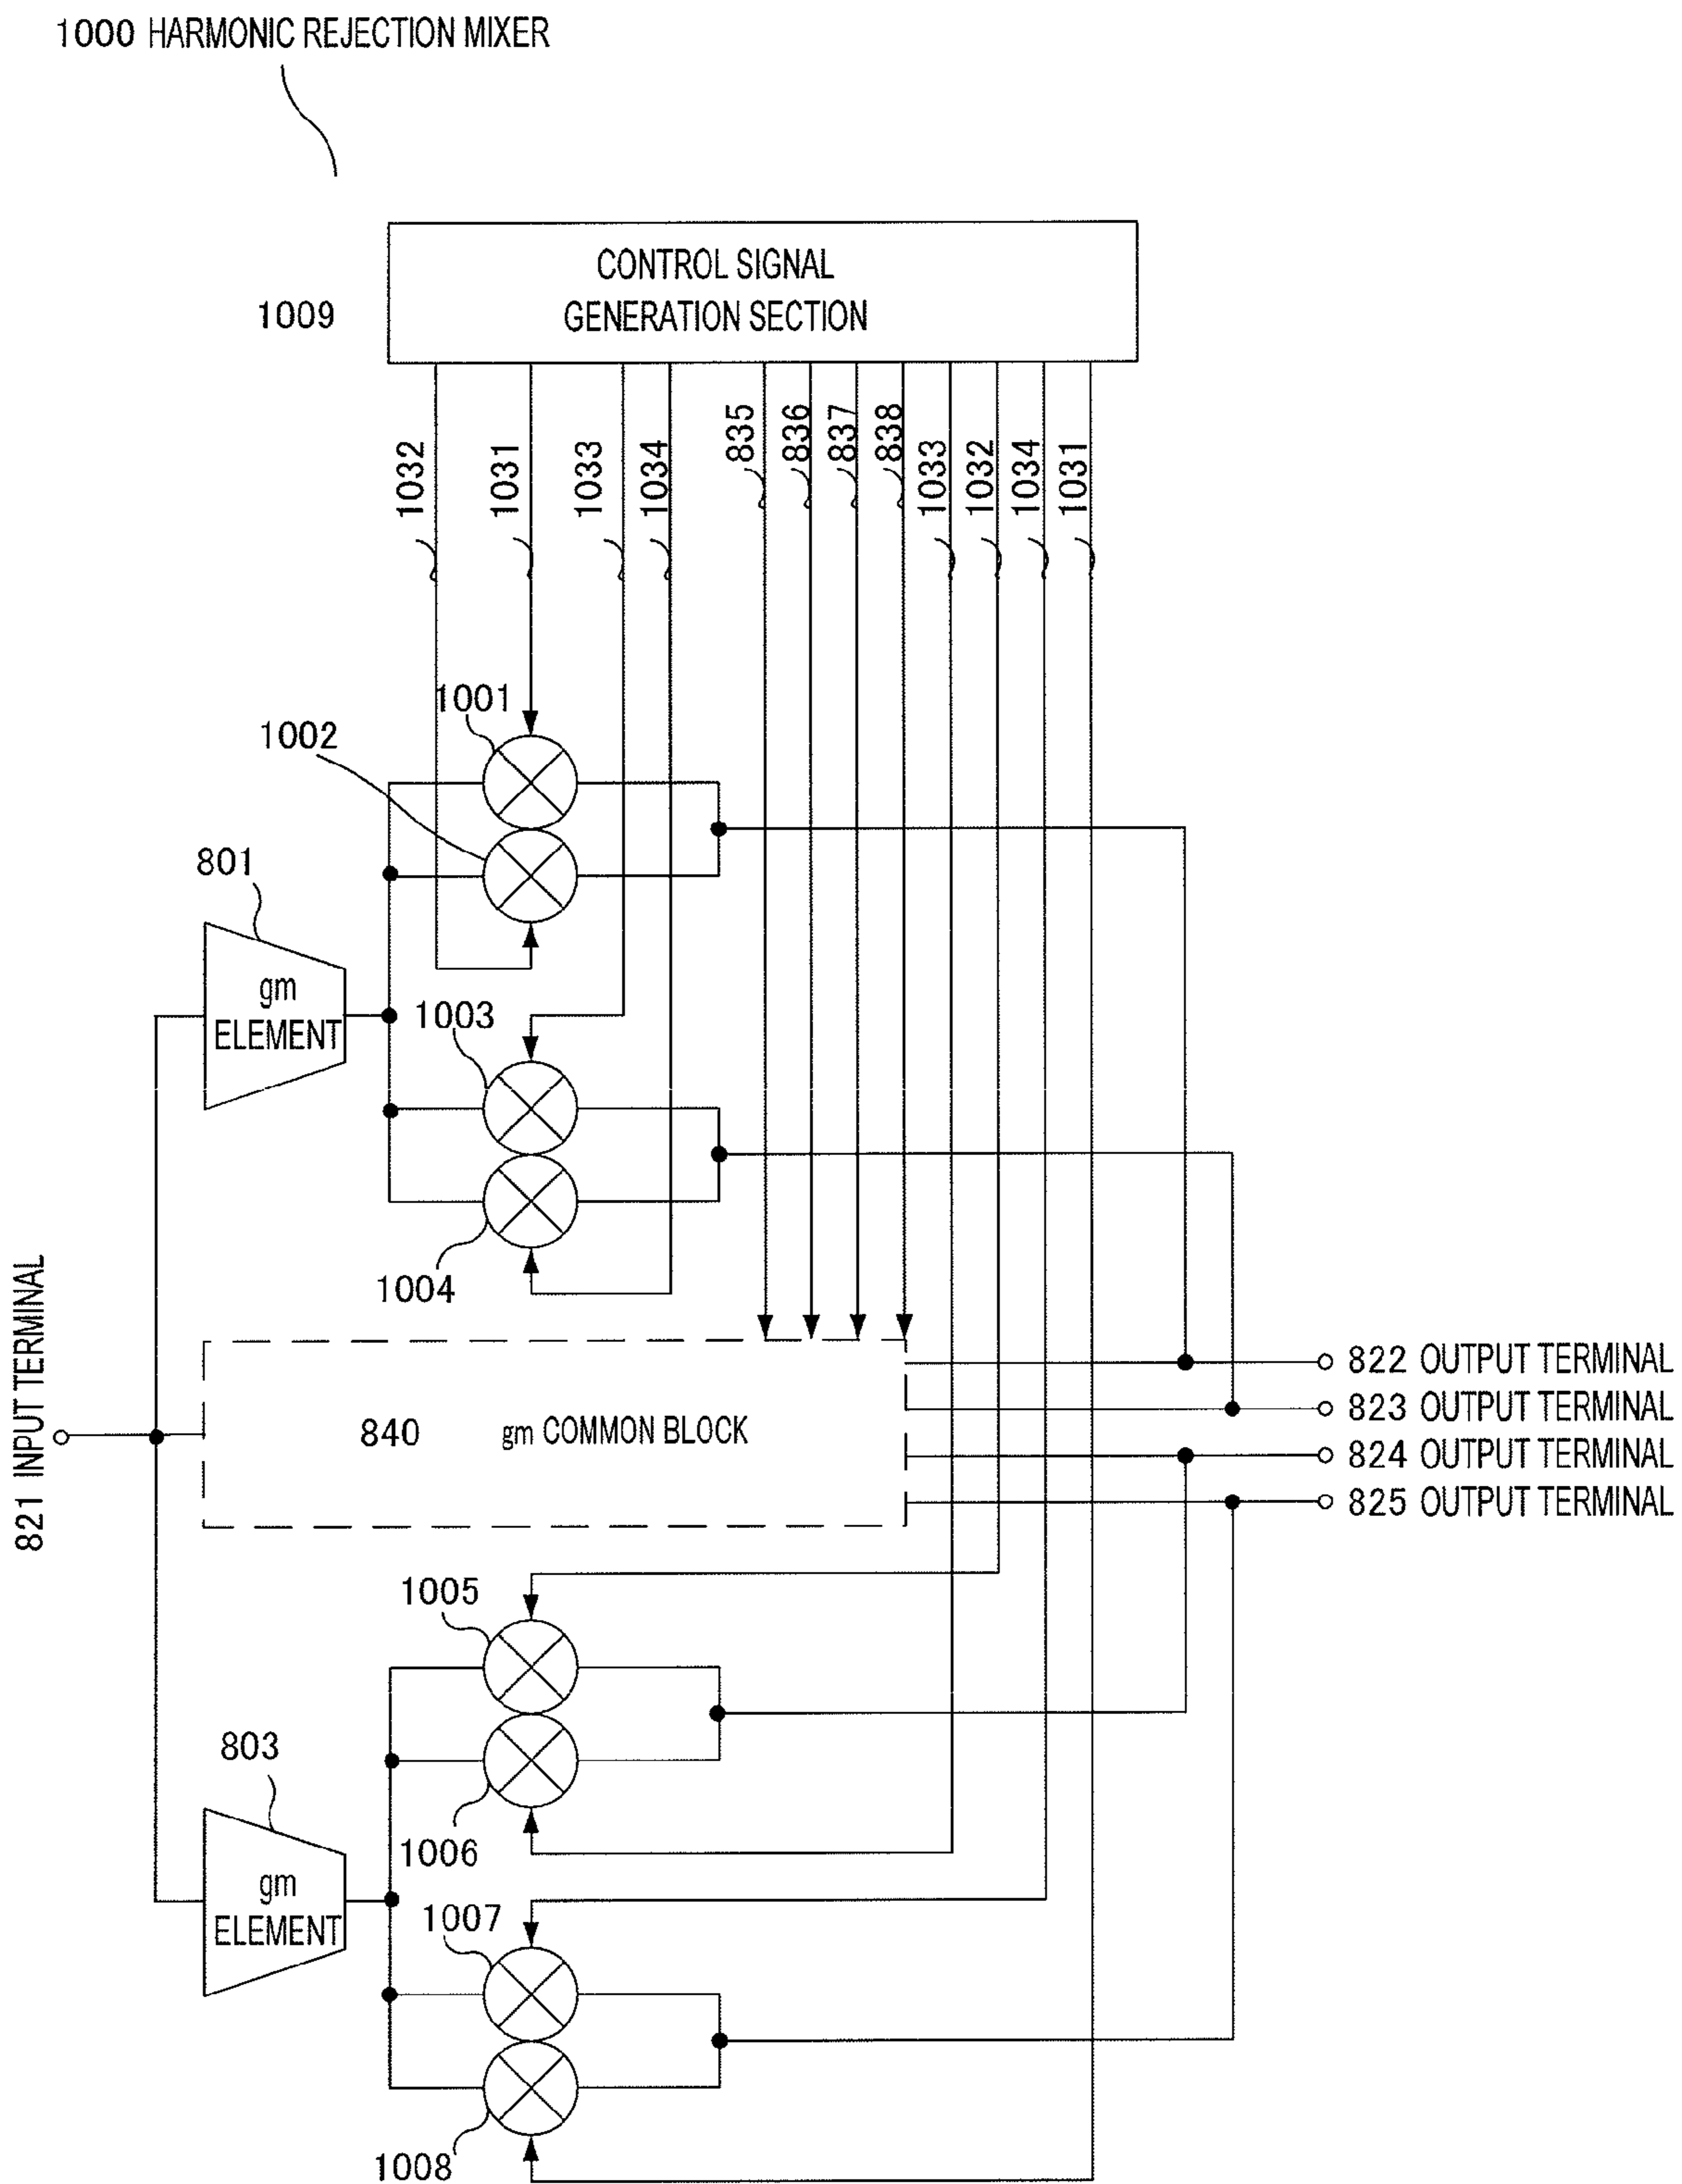 1000 HARMONIC REJECTION MIXER
CONTROL SIGNAL
GENERATION SECTION
1009
1032
1031
1033
1034
835
836
837
838
1033
1032
1034
1031
1001
1002
801
gm
ELEMENT
1003
1004
821 INPUT TERMINAL
840 gm COMMON BLOCK
822 OUTPUT TERMINAL
823 OUTPUT TERMINAL
824 OUTPUT TERMINAL
825 OUTPUT TERMINAL
1005
803
1006
gm
ELEMENT
1007
1008